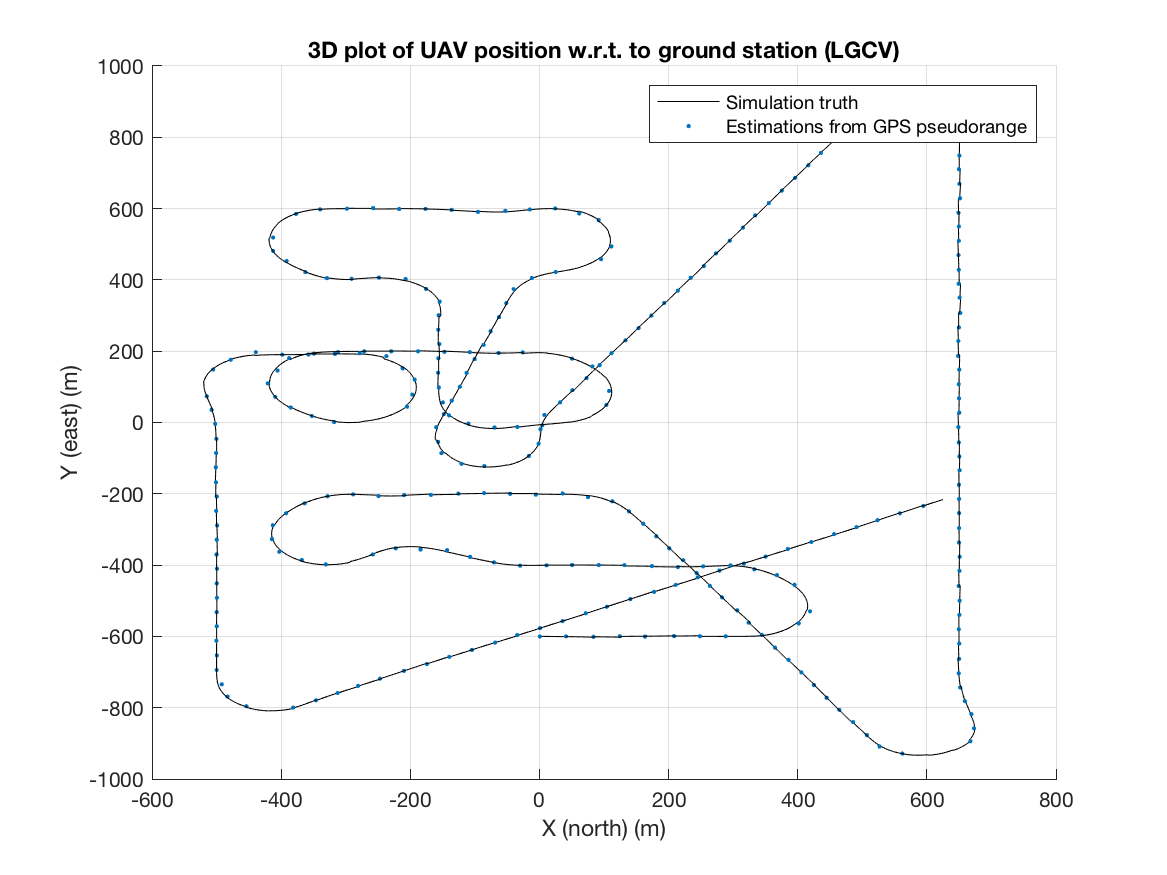 3D plot of UAV position w.r.t. to ground station (LGCV)
Simulation truth
Estimations from GPS pseudorange
1000
800
600
400
200
0
-200
-400
-600
-800
-1000
Y (east) (m)
-600 -400 -200 0 200 400 600 800
X (north) (m)